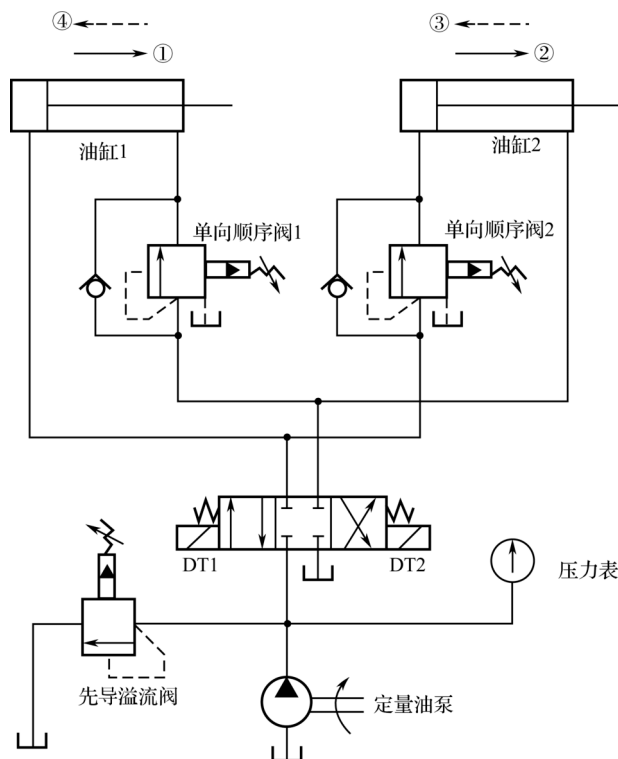 ④ ③
① ②
油缸1 油缸2
单向顺序阀1 单向顺序阀2
DT1 DT2
压力表
先导溢流阀
定量油泵